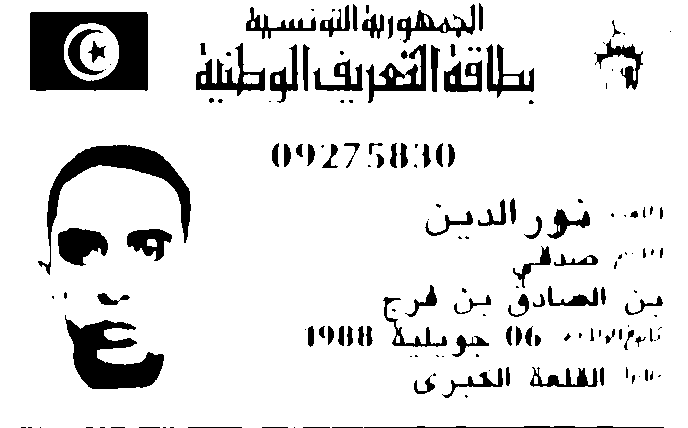 الجمهورية التونسية
بطاقة التعريف الوطنية
09275830
اللقب نور الدين
الاسم صدقي
بن الصادق بن فرج
تاريخ الولادة 06 جويلية 1988
مكانها القلعة الكبرى